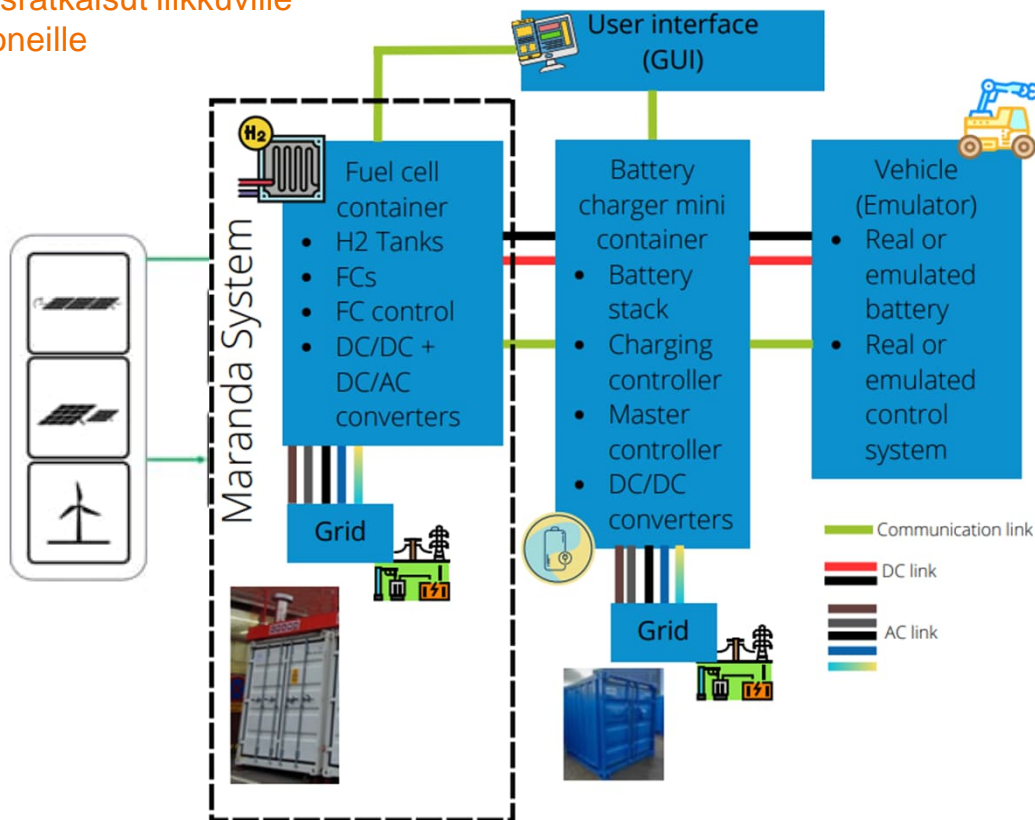 liikkuville
oneille
User interface
(GUI)
H2
Maranda System
Fuel cell
container
• H2 Tanks
• FCs
• FC control
• DC/DC +
DC/AC
converters
Grid
Battery
charger mini
container
• Battery
stack
• Charging
controller
• Master
controller
• DC/DC
converters
Grid
Vehicle
(Emulator)
• Real or
emulated
battery
• Real or
emulated
control
system
Communication link
DC link
AC link